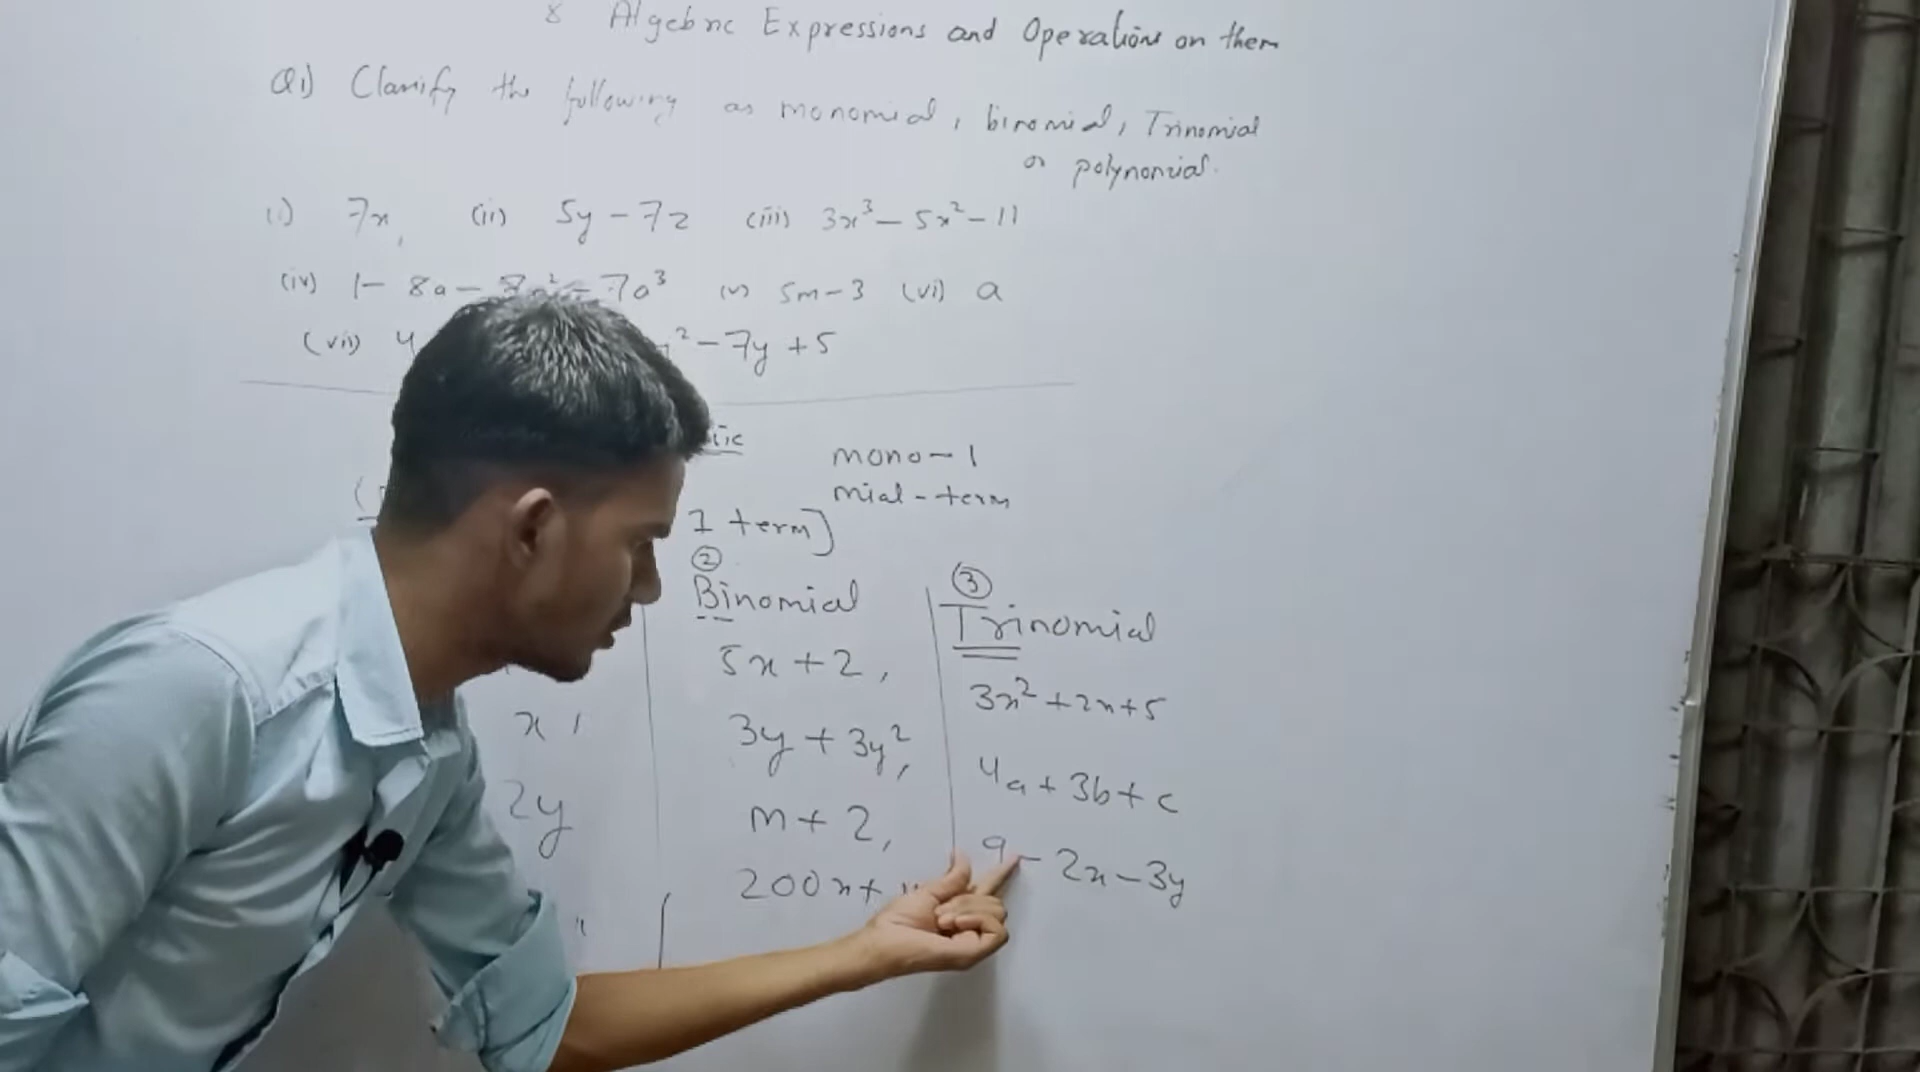 8 Algebric Expressions and Operations on them
Q1) Classify the following as monomial, binomial, Trinomial
or polynomial.
(i) 7x, (ii) 5y - 7z (iii) 3x³ - 5x² - 11
(iv) 1 - 8a - 7a³ (v) 5m - 3 (vi) a
(vii) 4 y² - 7y + 5
mono - 1
mial - term
1 term]
② ③
Binomial Trinomial
5x + 2, 3x² + 2x + 5
x, 3y + 3y², 4a + 3b + c
2y m + 2, 9 - 2x - 3y
200x +